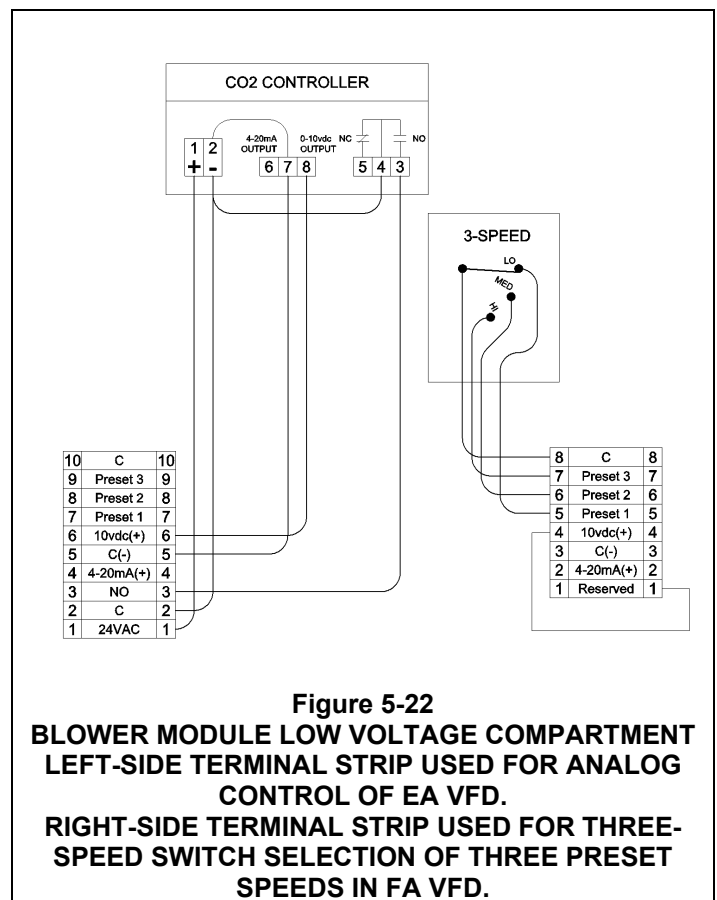 CO2 CONTROLLER
1 2
+ -
4-20mA OUTPUT
6 7 8
0-10vdc OUTPUT
NC
NO
5 4 3
3-SPEED
LO
MED
HI
10 C 10
9 Preset 3 9
8 Preset 2 8
7 Preset 1 7
6 10vdc(+) 6
5 C(-) 5
4 4-20mA(+) 4
3 NO 3
2 C 2
1 24VAC 1
8 C 8
7 Preset 3 7
6 Preset 2 6
5 Preset 1 5
4 10vdc(+) 4
3 C(-) 3
2 4-20mA(+) 2
1 Reserved 1
Figure 5-22
BLOWER MODULE LOW VOLTAGE COMPARTMENT
LEFT-SIDE TERMINAL STRIP USED FOR ANALOG
CONTROL OF EA VFD.
RIGHT-SIDE TERMINAL STRIP USED FOR THREE-
SPEED SWITCH SELECTION OF THREE PRESET
SPEEDS IN FA VFD.